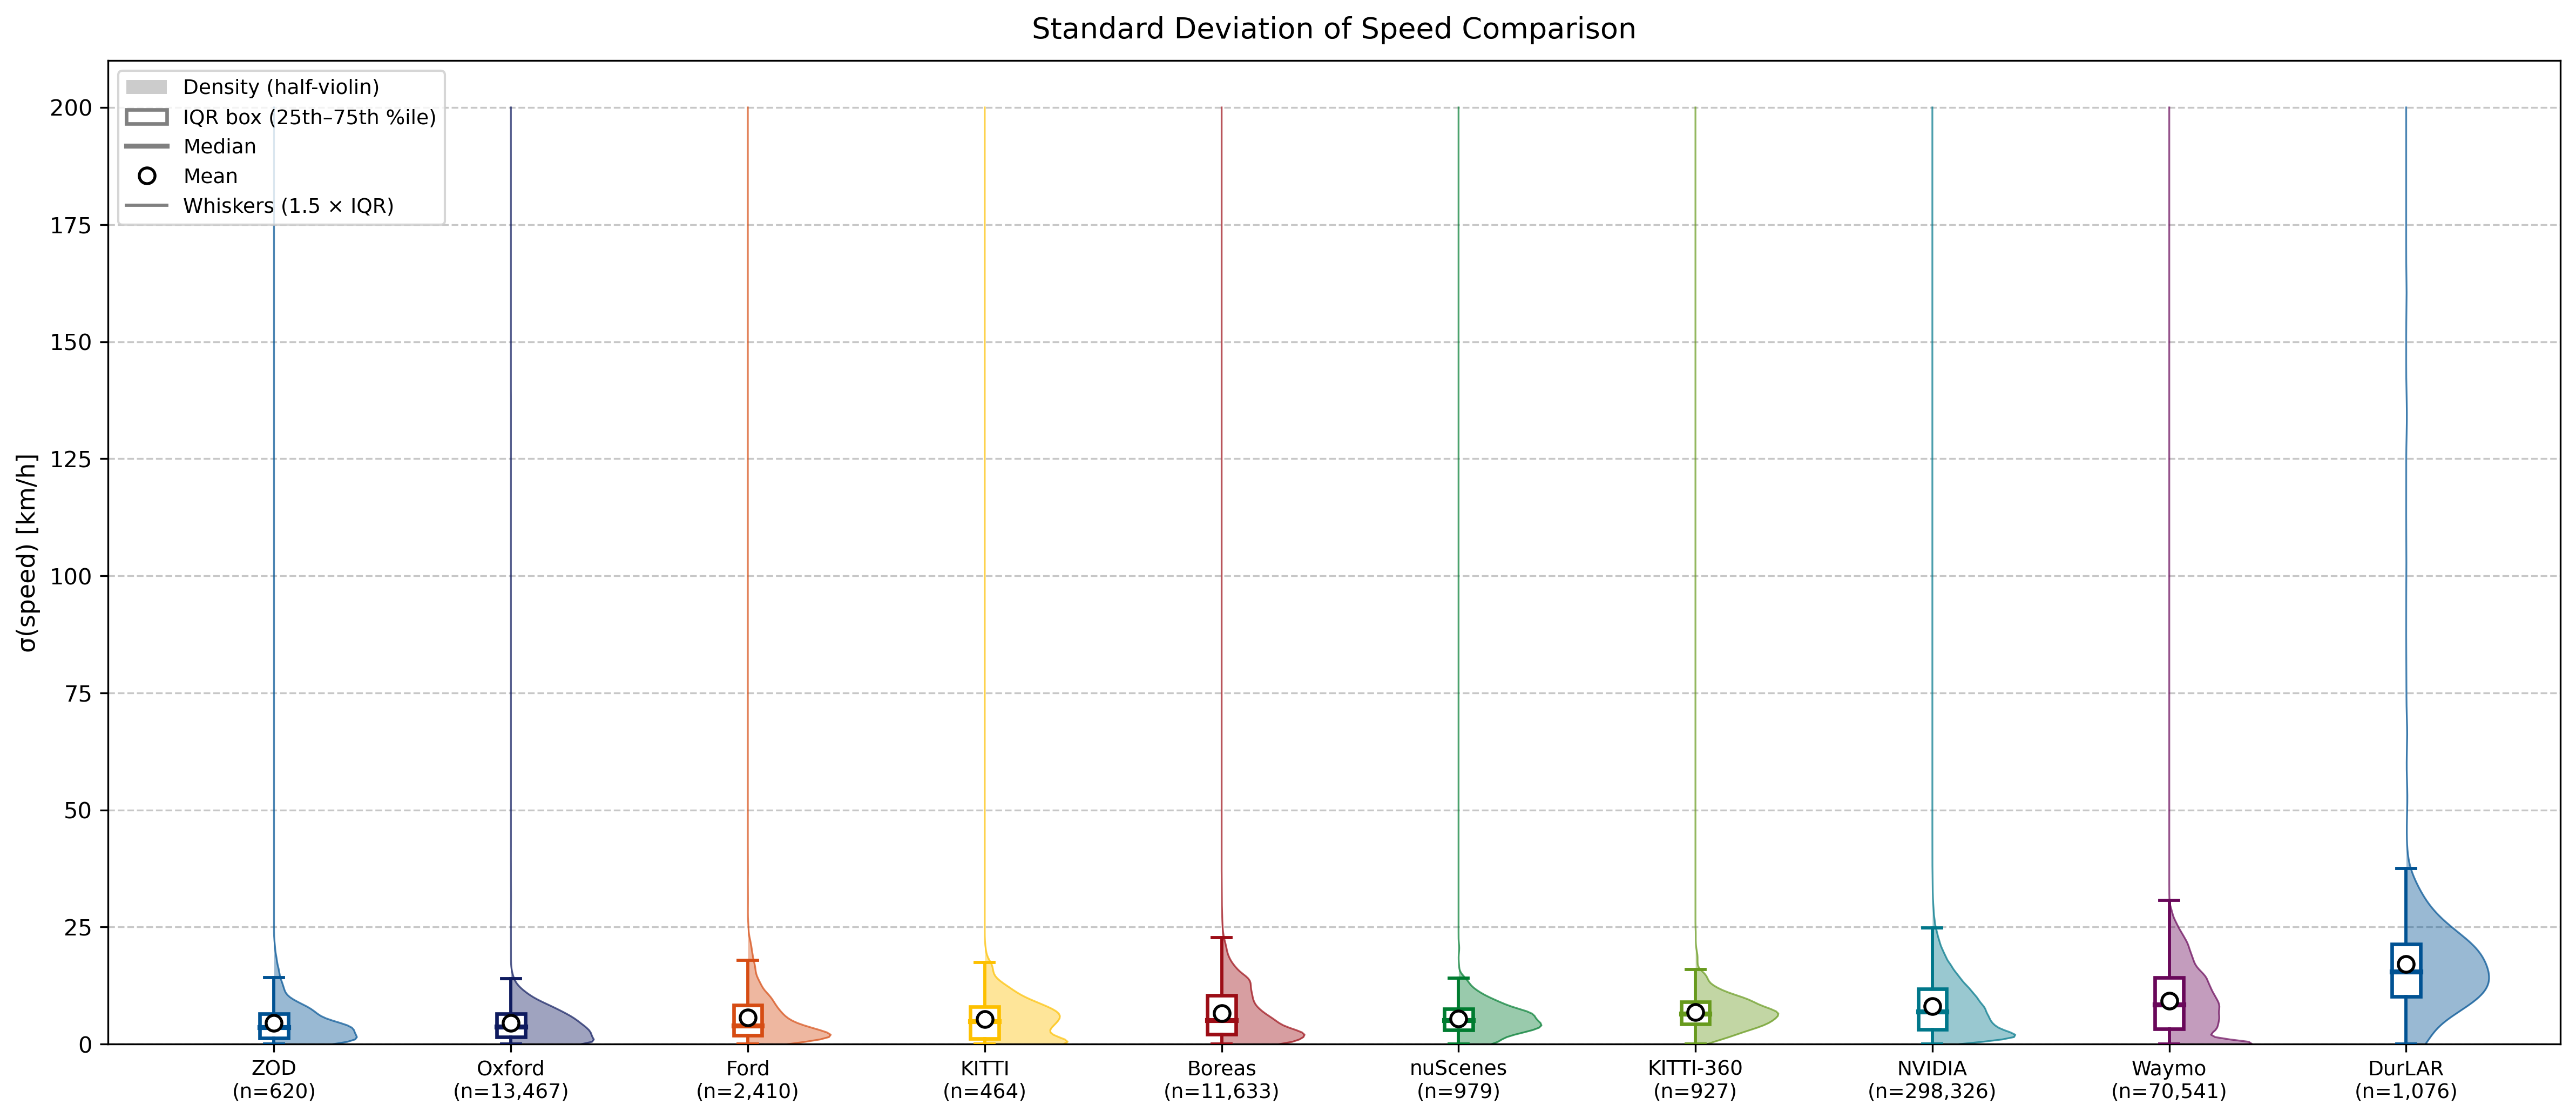 Standard Deviation of Speed Comparison
Density (half-violin)
IQR box (25th–75th %ile)
Median
Mean
Whiskers (1.5 × IQR)
σ(speed) [km/h]
200
175
150
125
100
75
50
25
0
ZOD
(n=620)
Oxford
(n=13,467)
Ford
(n=2,410)
KITTI
(n=464)
Boreas
(n=11,633)
nuScenes
(n=979)
KITTI-360
(n=927)
NVIDIA
(n=298,326)
Waymo
(n=70,541)
DurLAR
(n=1,076)